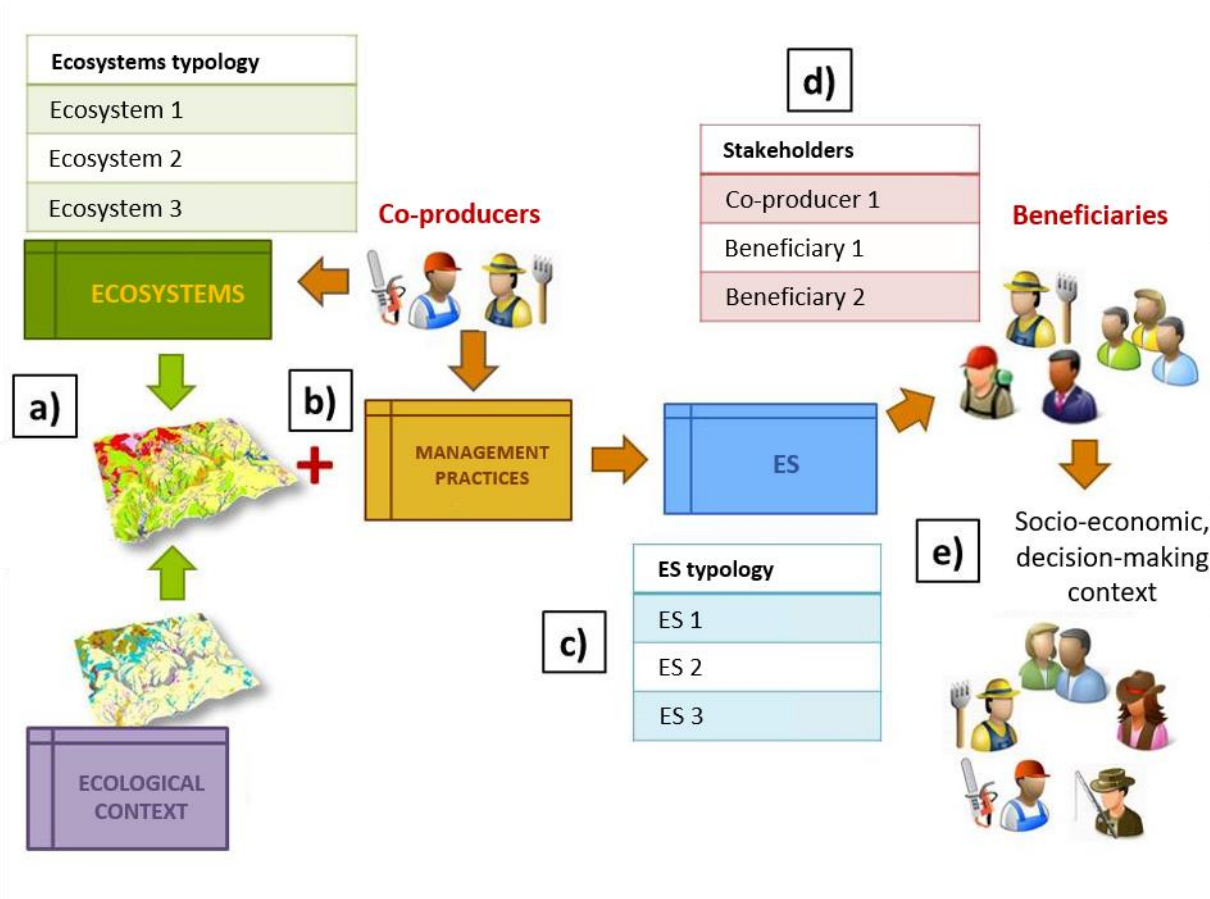 Ecosystems typology
Ecosystem 1
Ecosystem 2
Ecosystem 3
ECOSYSTEMS
Co-producers
a)
b)
MANAGEMENT
PRACTICES
ECOLOGICAL
CONTEXT
ES
c)
ES typology
ES 1
ES 2
ES 3
d)
Stakeholders
Co-producer 1
Beneficiary 1
Beneficiary 2
Beneficiaries
e)
Socio-economic,
decision-making
context